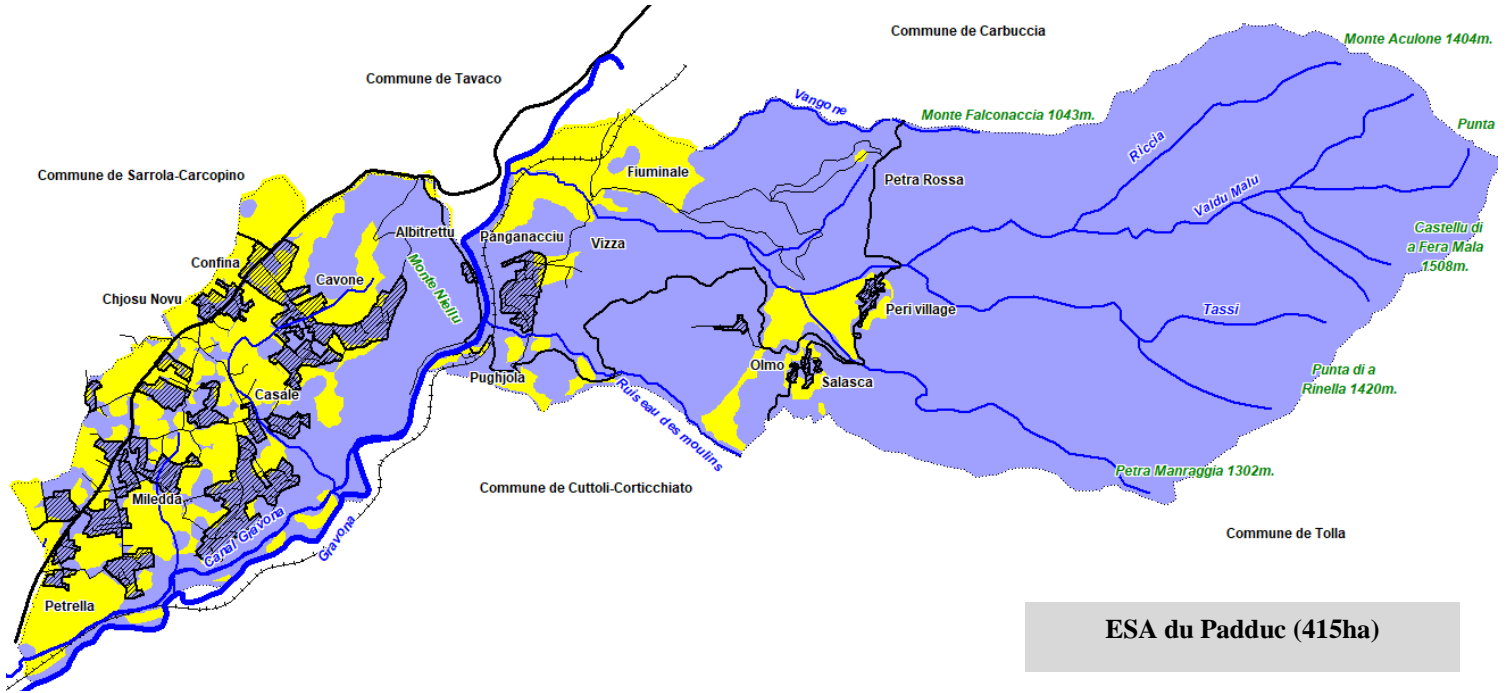 Commune de Carbuccia
Monte Aculone 1404m.
Commune de Tavaco
Vangone
Monte Falconaccia 1043m.
Punta
Riccia
Commune de Sarrola-Carcopino
Fiuminale
Petra Rossa
Valdu Malu
Albitrettu
Panganacciu
Vizza
Castellu di
a Fera Mala
1508m.
Confina
Cavone
Monte Niellu
Chjosu Novu
Peri village
Tassi
Pughjola
Olmo
Salasca
Punta di a
Rinella 1420m.
Casale
Ruiseau des moulins
Petra Manraggia 1302m.
Miledda
Commune de Cuttoli-Corticchiato
Canal Gravona
Gravona
Commune de Tolla
Petrella
ESA du Padduc (415ha)